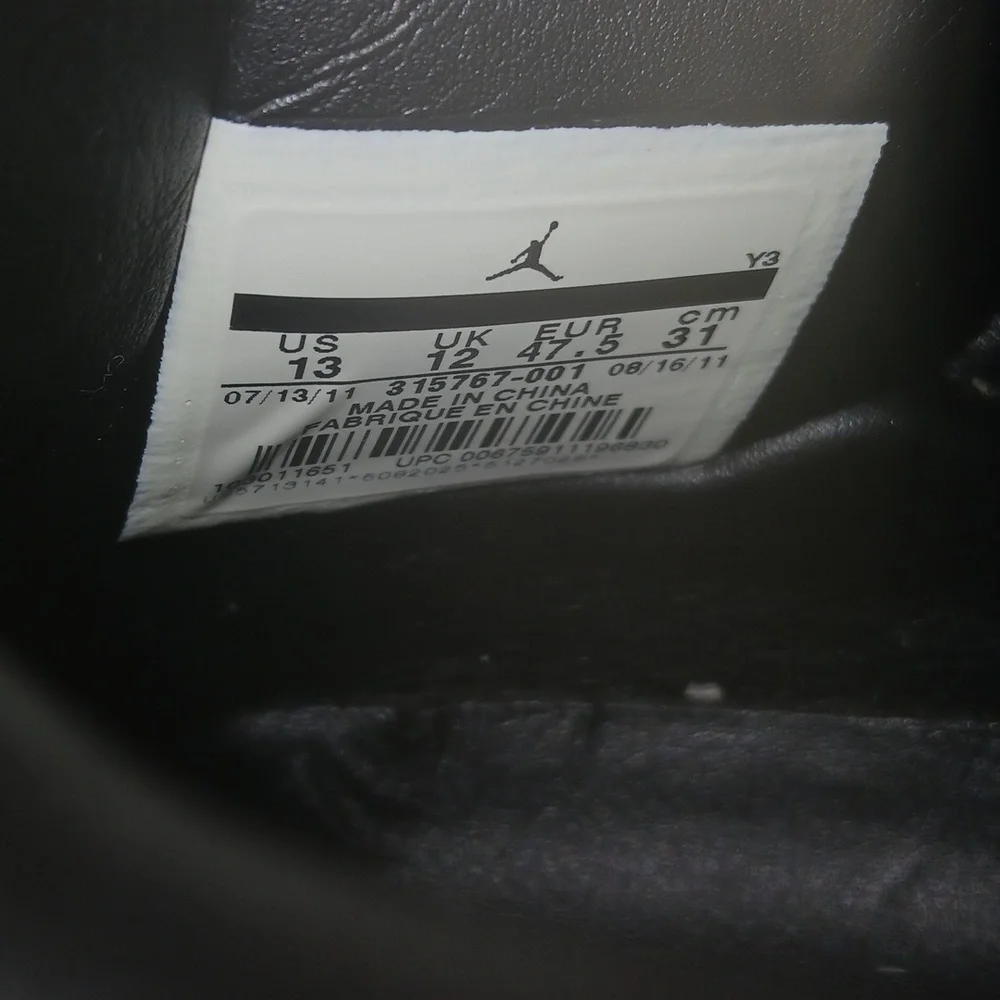 Y3
US UK EUR cm
13 12 47.5 31
07/13/11 315767-001 08/16/11
MADE IN CHINA
FABRIQUE EN CHINE
UPC